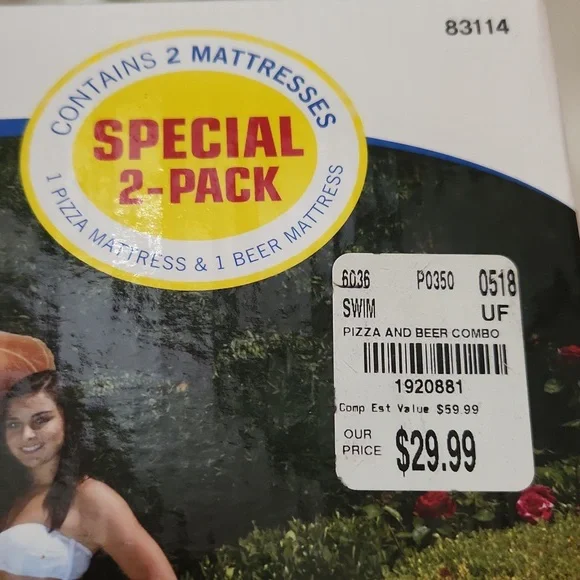 83114
CONTAINS 2 MATTRESSES
SPECIAL
2-PACK
1 PIZZA MATTRESS & 1 BEER MATTRESS
6036 P0350 0518
SWIM UF
PIZZA AND BEER COMBO
1920881
Comp Est Value $59.99
OUR
PRICE $29.99